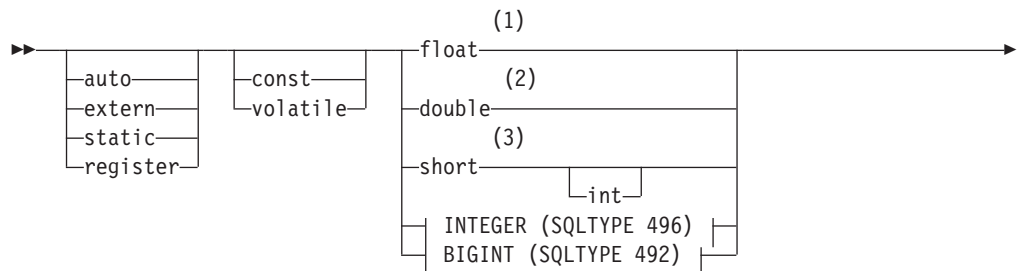 (1)
float
(2)
auto const
extern volatile double
static (3)
register short
int
INTEGER (SQLTYPE 496)
BIGINT (SQLTYPE 492)